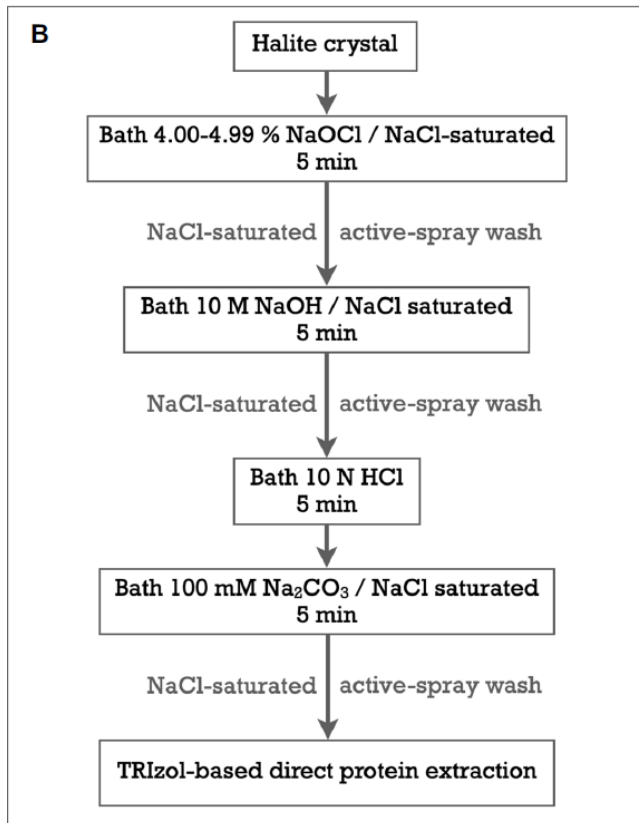 B
Halite crystal
Bath 4.00-4.99 % NaOCl / NaCl-saturated
5 min
NaCl-saturated active-spray wash
Bath 10 M NaOH / NaCl saturated
5 min
NaCl-saturated active-spray wash
Bath 10 N HCl
5 min
Bath 100 mM Na₂CO₃ / NaCl saturated
5 min
NaCl-saturated active-spray wash
TRIzol-based direct protein extraction